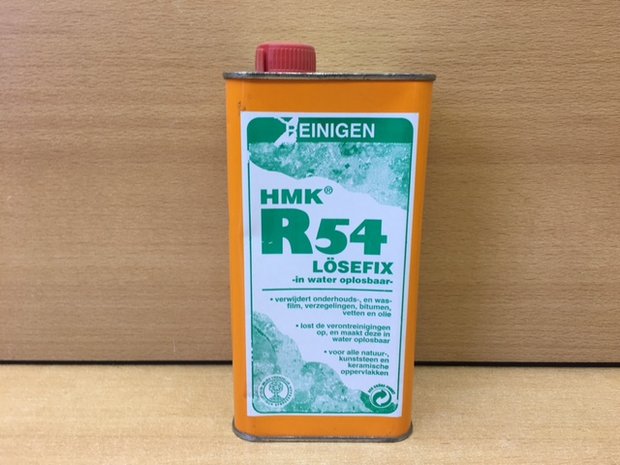 REINIGEN
HMK®
R54
LÖSEFIX
-in water oplosbaar-
• verwijdert onderhouds-, en was-
film, verzegelingen, bitumen,
vetten en olie
• lost de verontreinigingen
op, en maakt deze in
water oplosbaar
• voor alle natuur-,
kunststeen en
keramische
oppervlakken